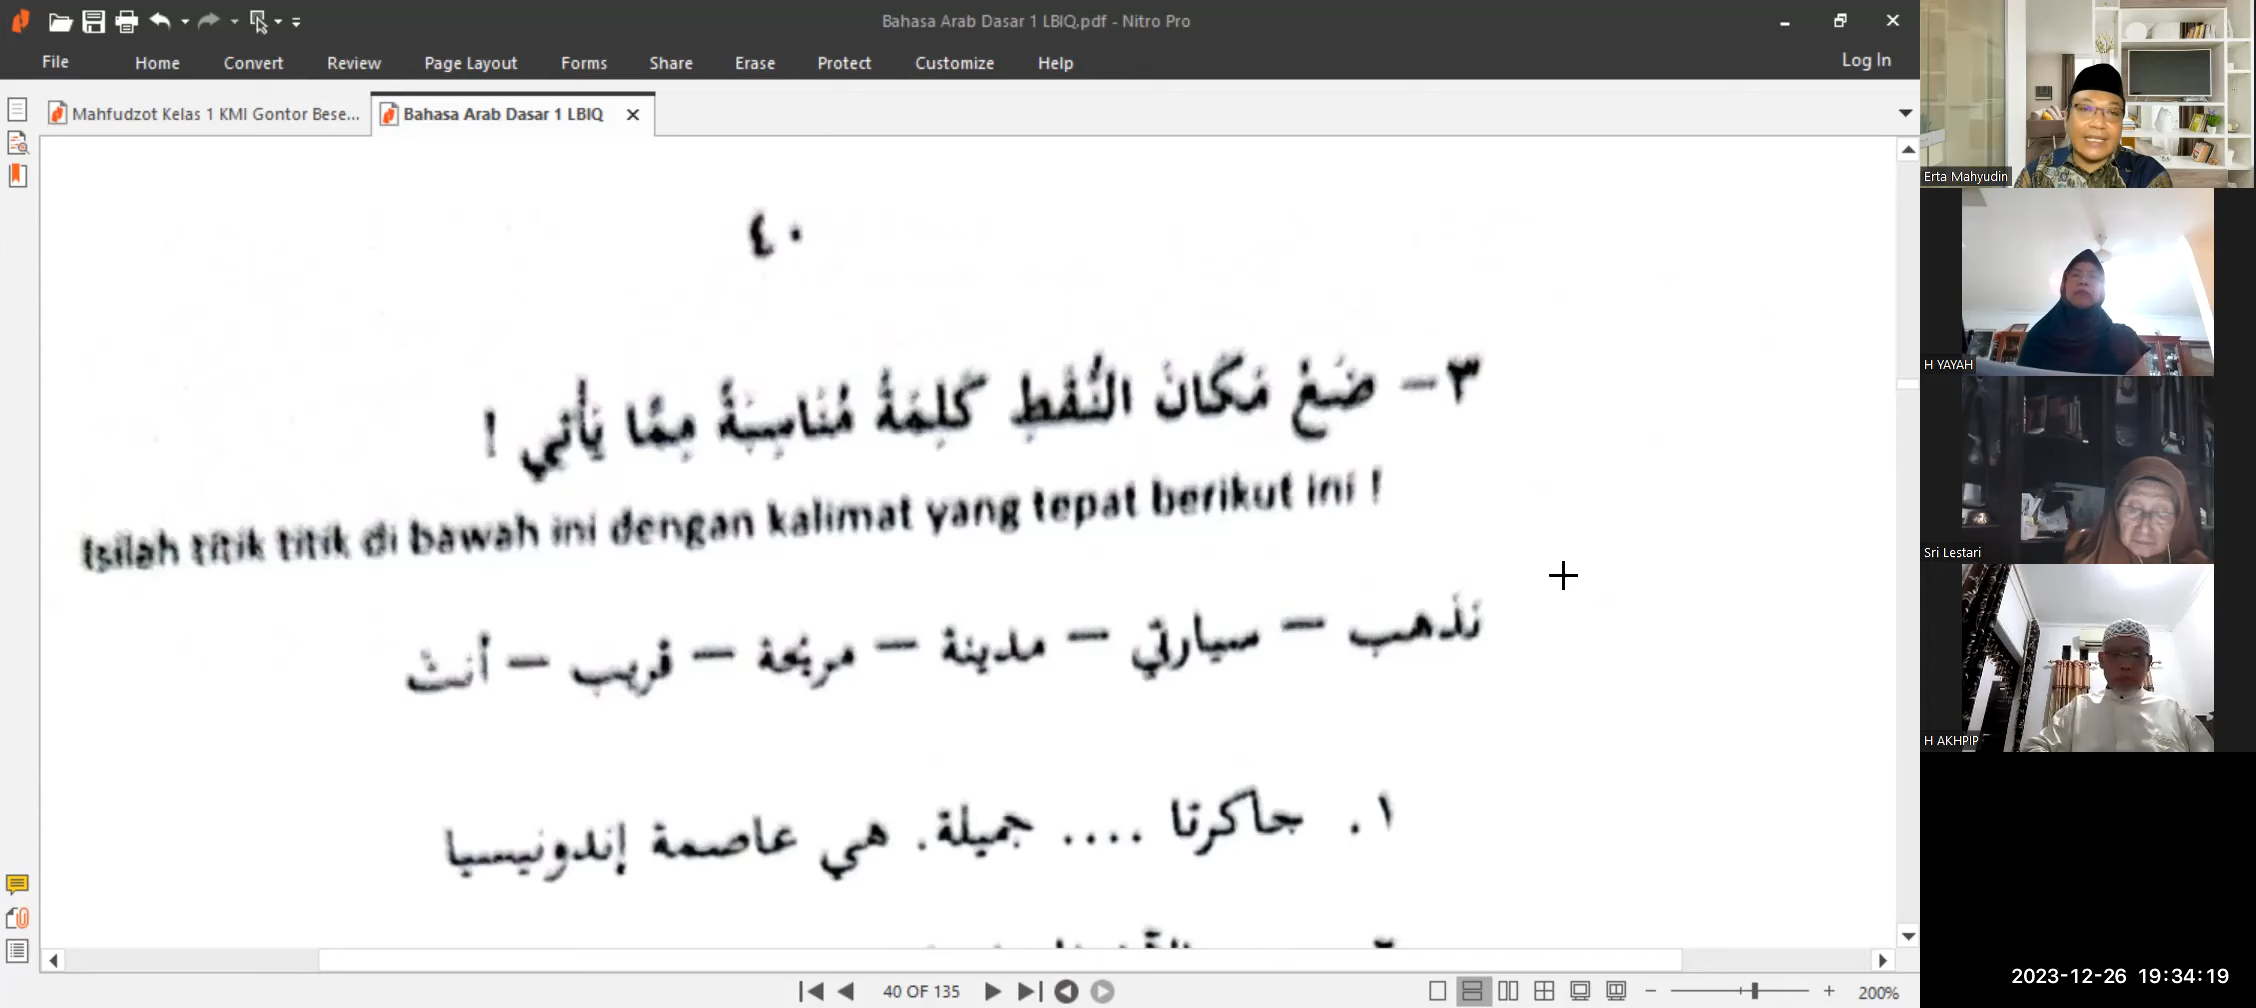 Bahasa Arab Dasar 1 LBIQ.pdf - Nitro Pro
File Home Convert Review Page Layout Forms Share Erase Protect Customize Help Log In
Mahfudzot Kelas 1 KMI Gontor Bese...
Bahasa Arab Dasar 1 LBIQ
٤٠
٣- ضَعْ مَكَانَ النُّقَطِ كَلِمَةً مُنَاسِبَةً مِمَّا يَأْتِي !
Isilah titik titik di bawah ini dengan kalimat yang tepat berikut ini !
نَذهب – سيارتي – مدينة – مريحة – قريب – أنتَ
١. جاكرتا .... جميلة. هي عاصمة إندونيسيا
40 OF 135
200%
Erta Mahyudin
H YAYAH
Sri Lestari
H AKHPIP
2023-12-26 19:34:19